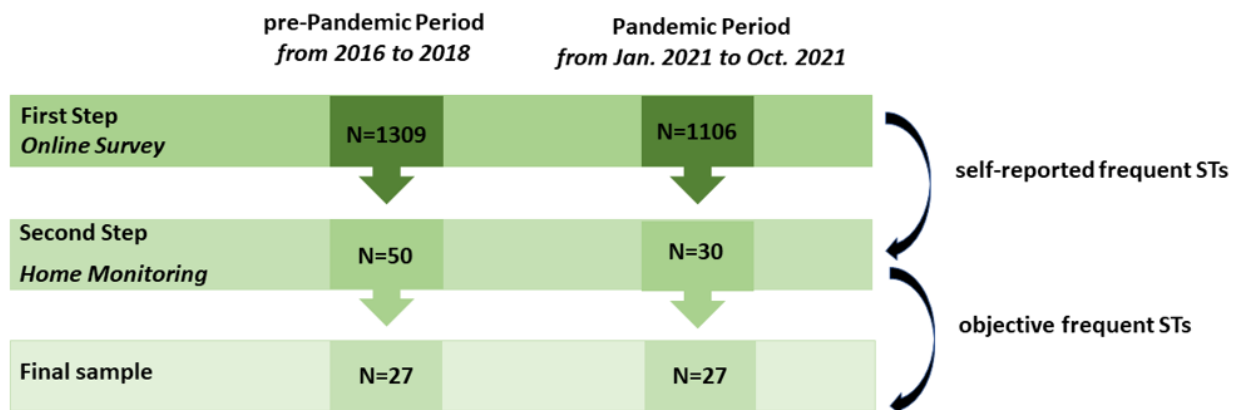 pre-Pandemic Period
from 2016 to 2018
Pandemic Period
from Jan. 2021 to Oct. 2021
First Step
Online Survey
N=1309
N=1106
self-reported frequent STs
Second Step
Home Monitoring
N=50
N=30
objective frequent STs
Final sample
N=27
N=27